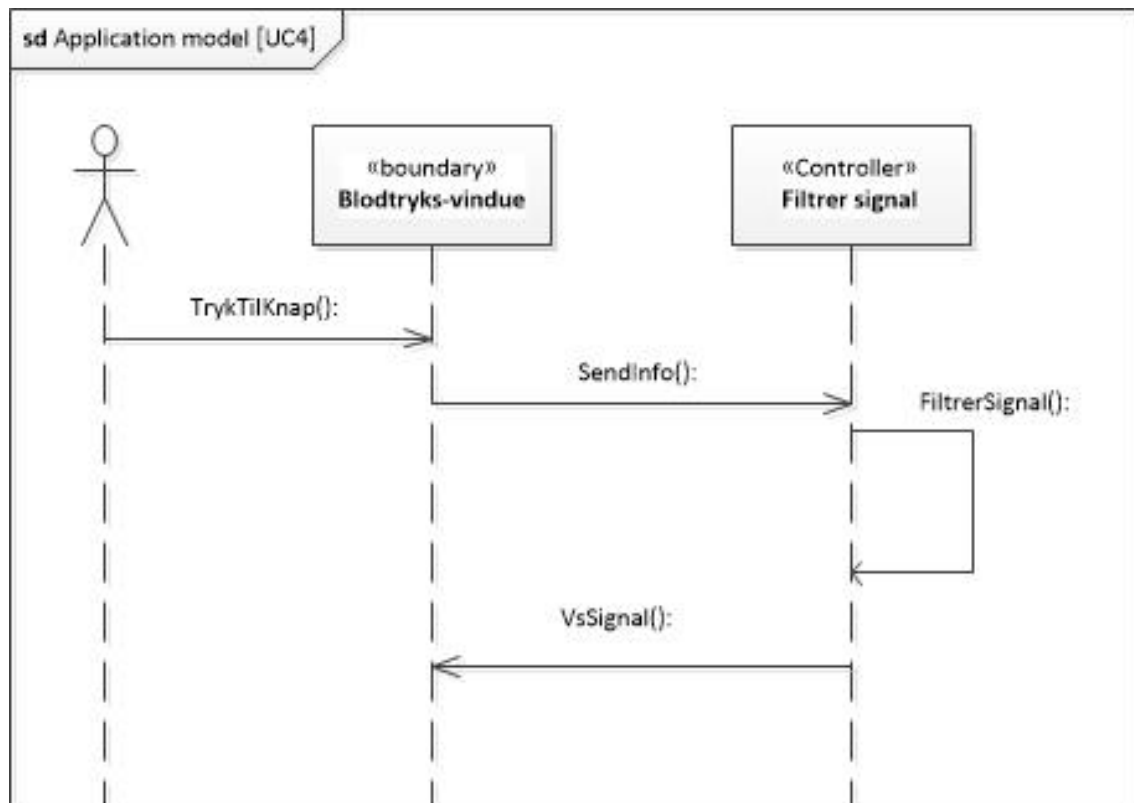 sd Application model [UC4]
«boundary»
Blodtryks-vindue
«Controller»
Filtrer signal
TrykTilKnap():
SendInfo():
FiltrerSignal():
VsSignal():